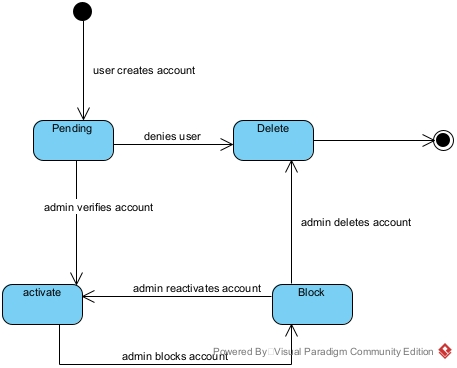 user creates account
Pending
Delete
denies user
admin verifies account
admin deletes account
activate
admin reactivates account
Block
Powered By Visual Paradigm Community Edition
admin blocks account